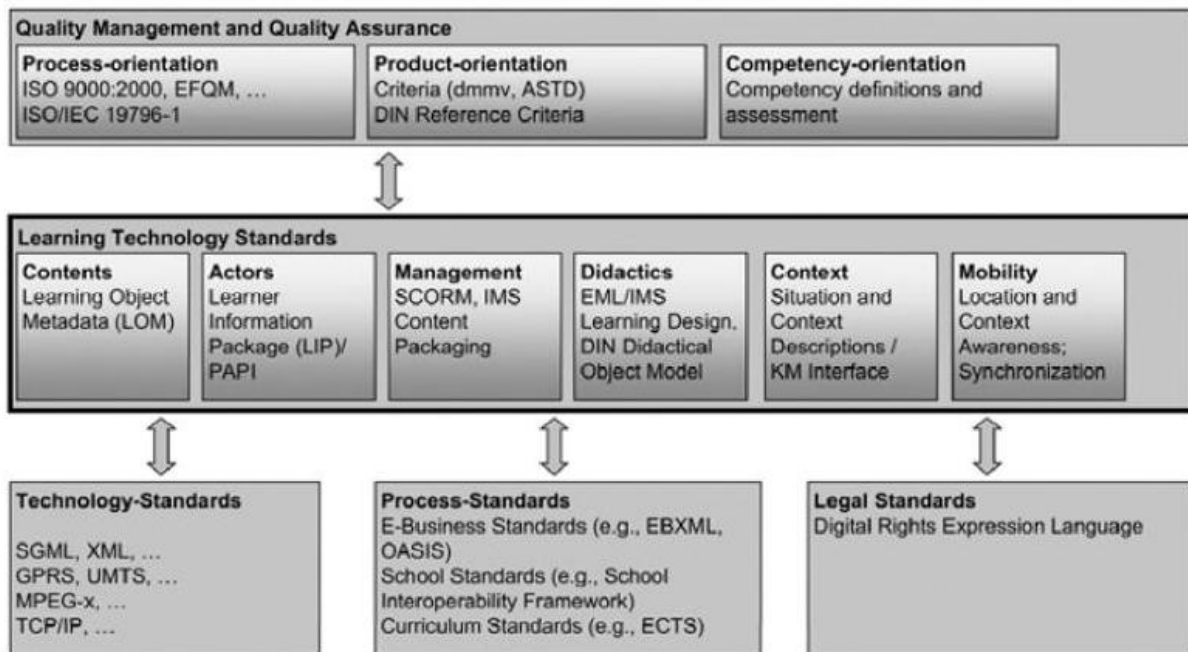 Quality Management and Quality Assurance
Process-orientation
ISO 9000:2000, EFQM, …
ISO/IEC 19796-1
Product-orientation
Criteria (dmmv, ASTD)
DIN Reference Criteria
Competency-orientation
Competency definitions and
assessment
Learning Technology Standards
Contents
Learning Object
Metadata (LOM)
Actors
Learner
Information
Package (LIP)/
PAPI
Management
SCORM, IMS
Content
Packaging
Didactics
EML/IMS
Learning Design,
DIN Didactical
Object Model
Context
Situation and
Context
Descriptions /
KM Interface
Mobility
Location and
Context
Awareness;
Synchronization
Technology-Standards
SGML, XML, …
GPRS, UMTS, …
MPEG-x, …
TCP/IP, …
Process-Standards
E-Business Standards (e.g., EBXML,
OASIS)
School Standards (e.g., School
Interoperability Framework)
Curriculum Standards (e.g., ECTS)
Legal Standards
Digital Rights Expression Language